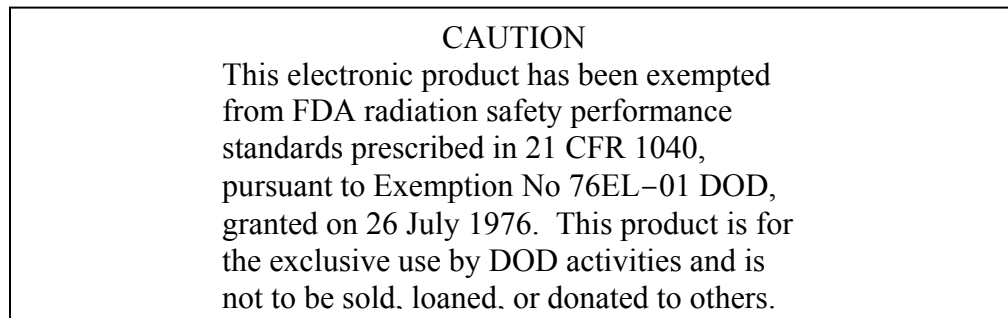 CAUTION
This electronic product has been exempted
from FDA radiation safety performance
standards prescribed in 21 CFR 1040,
pursuant to Exemption No 76EL−01 DOD,
granted on 26 July 1976.  This product is for
the exclusive use by DOD activities and is
not to be sold, loaned, or donated to others.